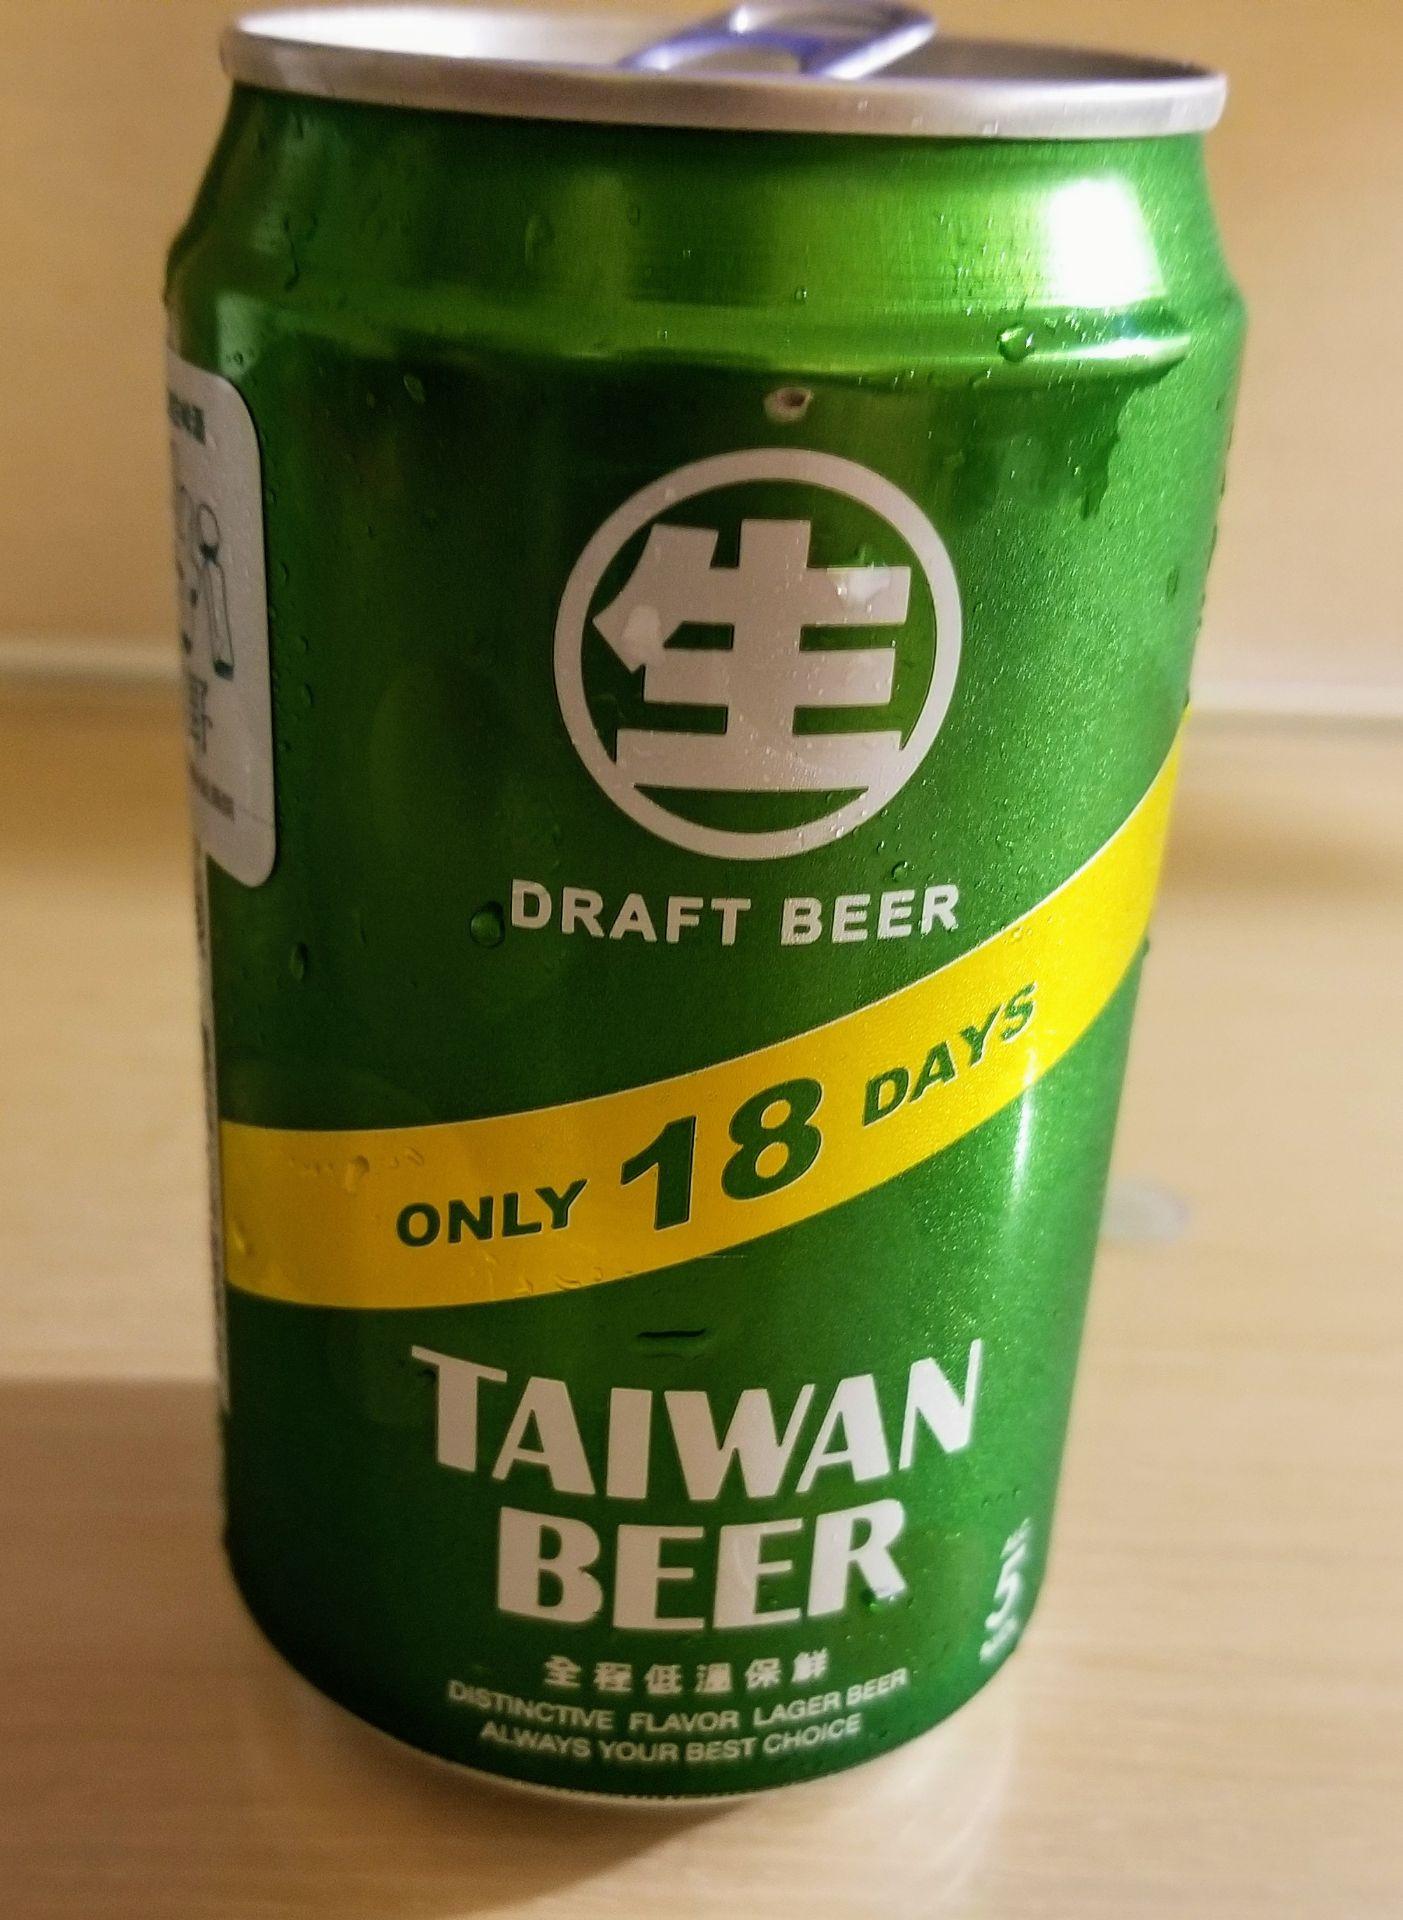 生
DRAFT BEER
ONLY 18 DAYS
TAIWAN
BEER
全程低溫保鮮
DISTINCTIVE FLAVOR LAGER BEER
ALWAYS YOUR BEST CHOICE
5